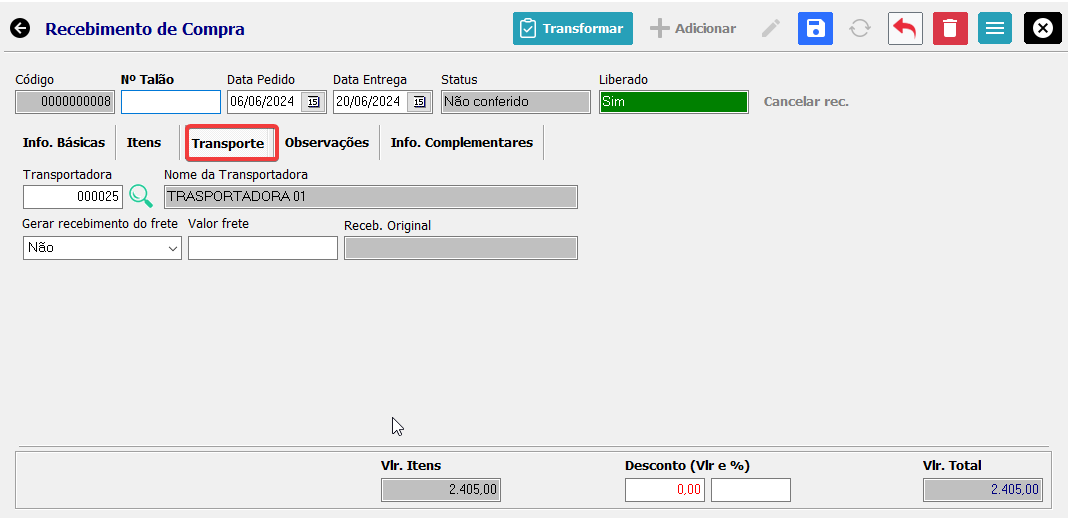 Recebimento de Compra Transformar Adicionar
Código Nº Talão Data Pedido Data Entrega Status Liberado
0000000008 06/06/2024 15 20/06/2024 15 Não conferido Sim Cancelar rec.
Info. Básicas Itens Transporte Observações Info. Complementares
Transportadora Nome da Transportadora
000025 TRASPORTADORA 01
Gerar recebimento do frete Valor frete Receb. Original
Não
Vlr. Itens Desconto (Vlr e %) Vlr. Total
2.405,00 0,00 2.405,00